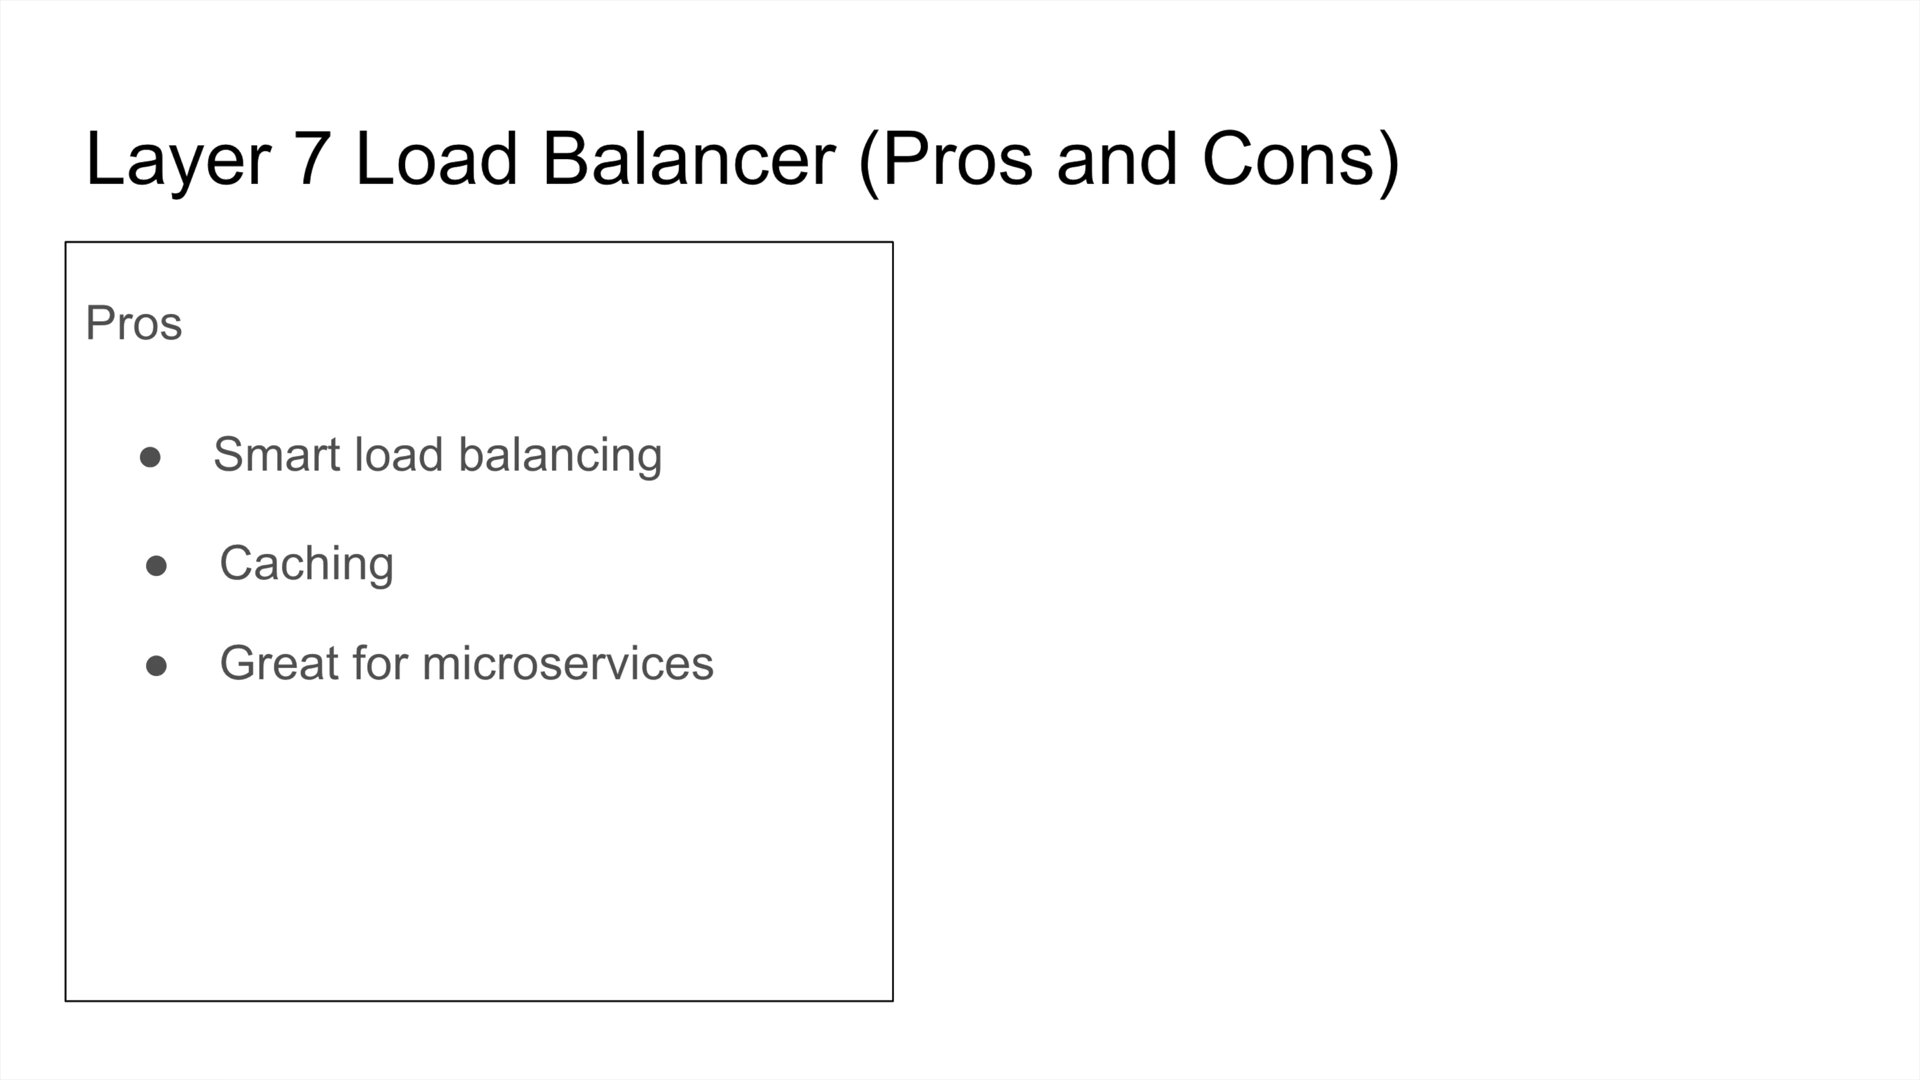 Layer 7 Load Balancer (Pros and Cons)
Pros
● Smart load balancing
● Caching
● Great for microservices